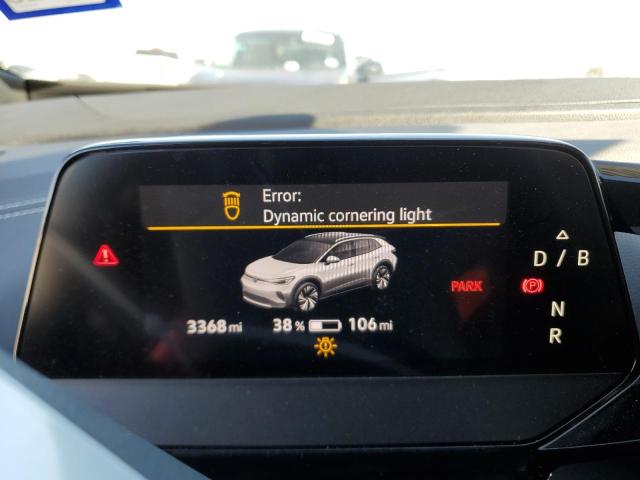 Error:
Dynamic cornering light
D / B
PARK
P
N
R
3368 mi 38 % 106 mi